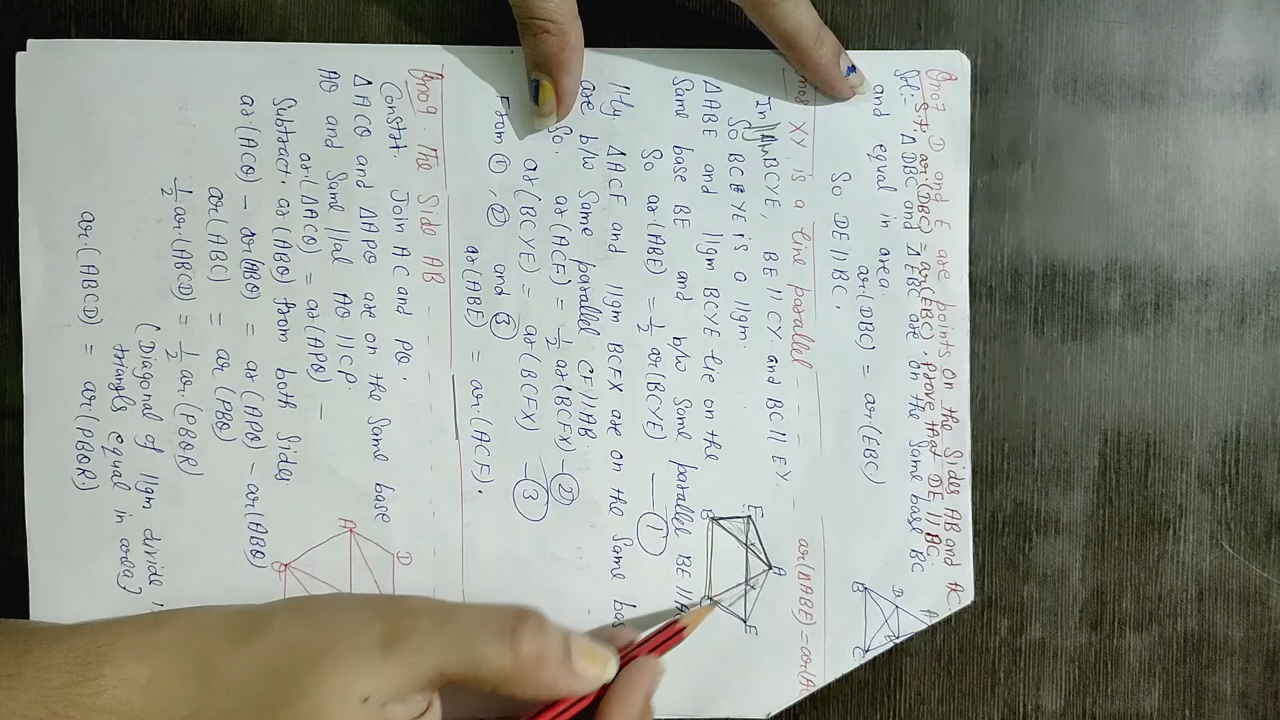 Qno7. D and E are points on the sides AB and AC
S.t. ar(DBC) = ar(EBC). prove that DE || BC.
Sol:- Δ DBC and Δ EBC are on the same base BC
and equal in area.
ar(DBC) = ar(EBC)
So DE || BC.
A
D
B
C
XY is a line parallel - - - - ar(ΔABE) = ar(AC
In BCYE, BE || CY and BC || EY.
So BCYE is a ||gm.
ΔABE and ||gm BCYE lie on the
Same base BE and b/w same parallel BE ||
So ar(ABE) = 1/2 ar(BCYE) — ①
E
A
B
F
||ly ΔACF and ||gm BCFX are on the same bas
are b/w same parallel CF || AB
So, ar(ACF) = 1/2 ar(BCFX) - ②
ar(BCYE) = ar(BCFX) - ③
From ①, ② and ③
ar(ABE) = ar.(ACF).
Qno9. The Side AB - - - - -
Constr. Join AC and PQ.
ΔACQ and ΔAPQ are on the same base
AQ and same ||al AQ || CP
ar(ΔACQ) = ar(APQ) —
Subtract. ar(ABQ) from both sides
ar(ACQ) - ar(ABQ) = ar(APQ) - ar(ABQ)
ar(ABC) = ar(PBQ)
1/2 ar(ABCD) = 1/2 ar.(PBQR)
(Diagonal of ||gm divide
triangls equal in area)
ar.(ABCD) = ar(PBQR.)
A
D